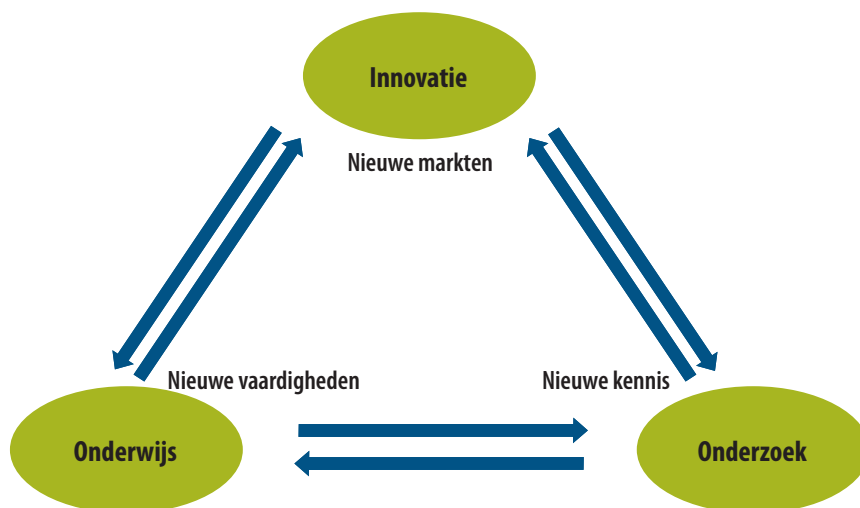 Innovatie
Nieuwe markten
Nieuwe vaardigheden
Nieuwe kennis
Onderwijs
Onderzoek